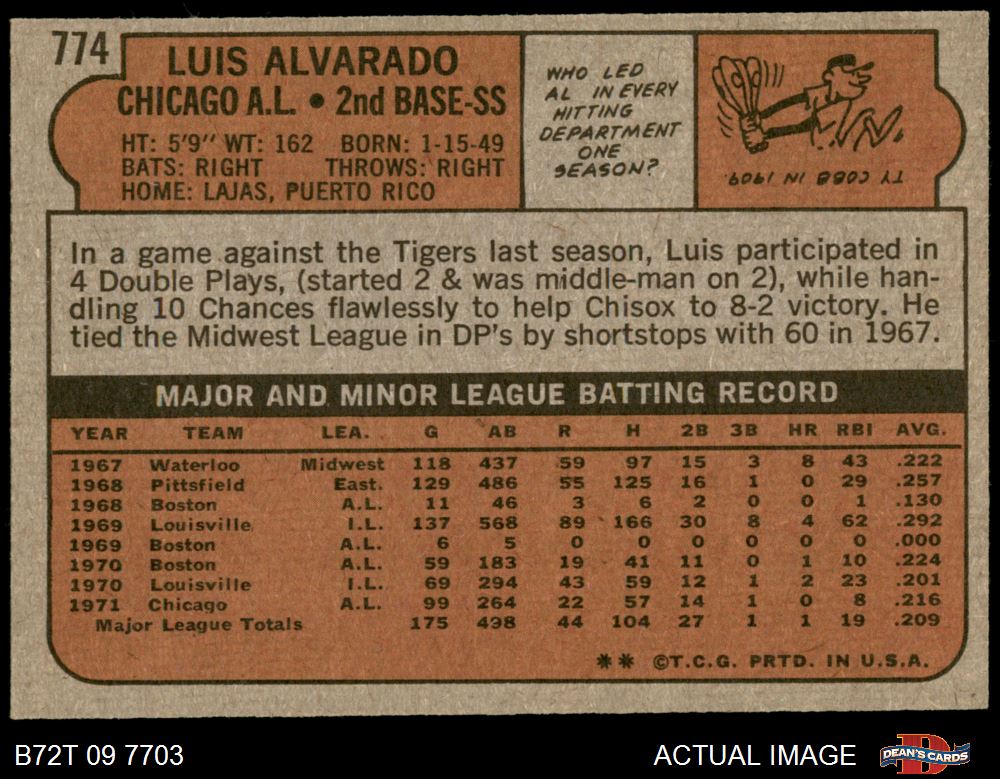 774
LUIS ALVARADO
CHICAGO A.L. • 2nd BASE-SS
HT: 5'9" WT: 162 BORN: 1-15-49
BATS: RIGHT THROWS: RIGHT
HOME: LAJAS, PUERTO RICO
WHO LED
AL IN EVERY
HITTING
DEPARTMENT
ONE
SEASON?
TY COBB IN 1909.
In a game against the Tigers last season, Luis participated in
4 Double Plays, (started 2 & was middle-man on 2), while han-
dling 10 Chances flawlessly to help Chisox to 8-2 victory. He
tied the Midwest League in DP's by shortstops with 60 in 1967.
MAJOR AND MINOR LEAGUE BATTING RECORD
YEAR TEAM LEA. G AB R H 2B 3B HR RBI AVG.
1967 Waterloo Midwest 118 437 59 97 15 3 8 43 .222
1968 Pittsfield East. 129 486 55 125 16 1 0 29 .257
1968 Boston A.L. 11 46 3 6 2 0 0 1 .130
1969 Louisville I.L. 137 568 89 166 30 8 4 62 .292
1969 Boston A.L. 6 5 0 0 0 0 0 0 .000
1970 Boston A.L. 59 183 19 41 11 0 1 10 .224
1970 Louisville I.L. 69 294 43 59 12 1 2 23 .201
1971 Chicago A.L. 99 264 22 57 14 1 0 8 .216
Major League Totals 175 498 44 104 27 1 1 19 .209
** ©T.C.G. PRTD. IN U.S.A.
B72T 09 7703 ACTUAL IMAGE DEAN'S CARDS